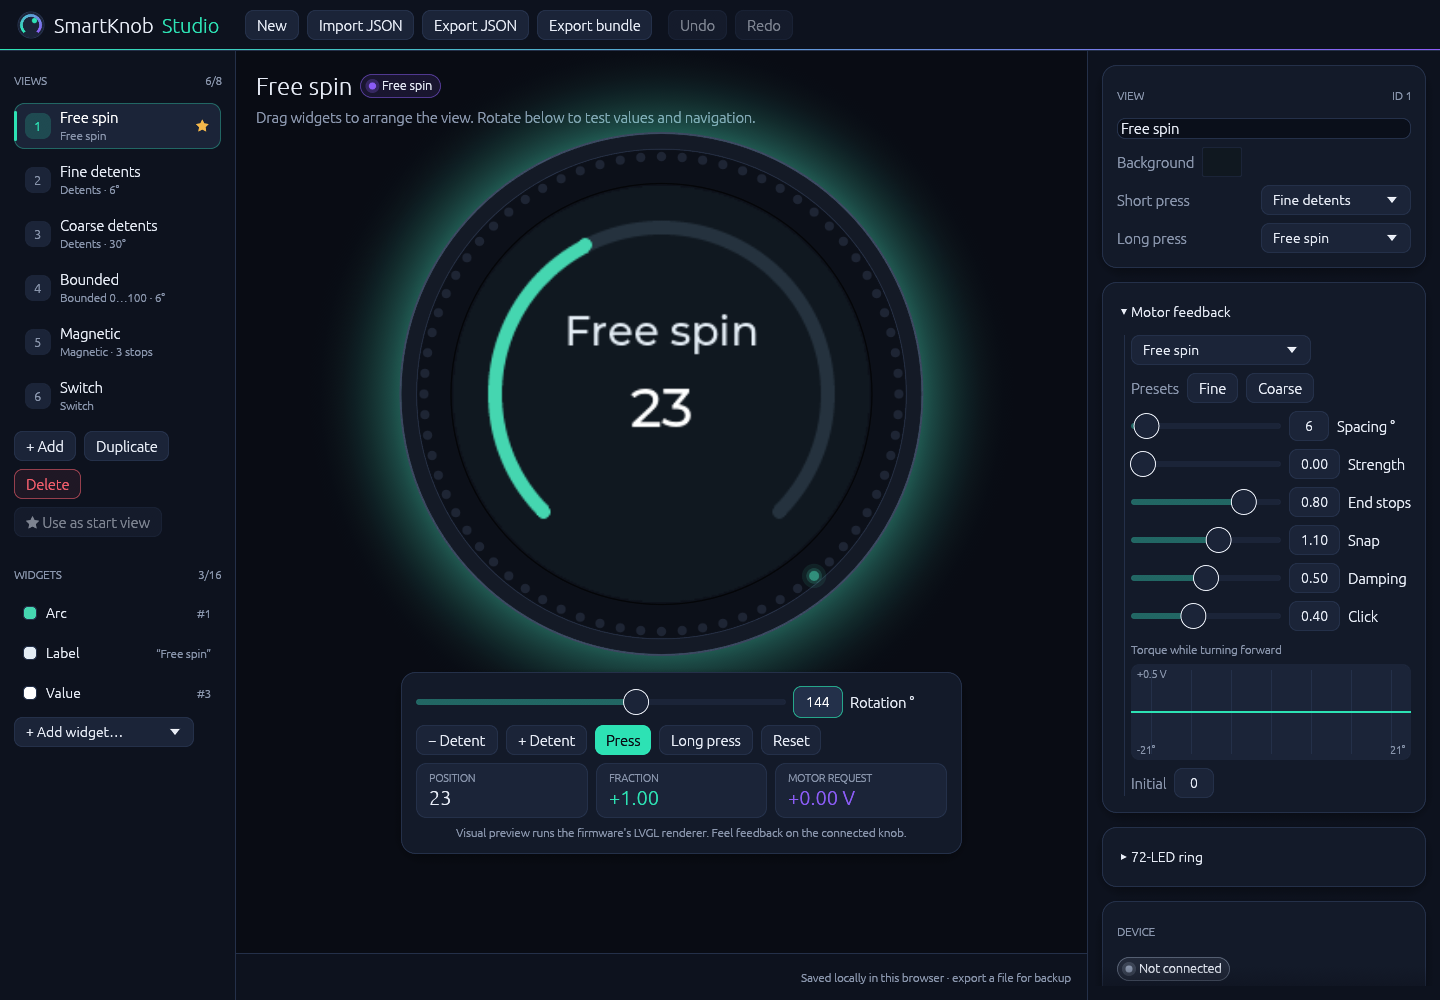 SmartKnob Studio
New
Import JSON
Export JSON
Export bundle
Undo
Redo
VIEWS
6/8
1
Free spin
Free spin
2
Fine detents
Detents · 6°
3
Coarse detents
Detents · 30°
4
Bounded
Bounded 0…100 · 6°
5
Magnetic
Magnetic · 3 stops
6
Switch
Switch
+ Add
Duplicate
Delete
Use as start view
WIDGETS
3/16
Arc
#1
Label
"Free spin"
Value
#3
+ Add widget…
Free spin
Free spin
Drag widgets to arrange the view. Rotate below to test values and navigation.
Free spin
23
144
Rotation °
– Detent
+ Detent
Press
Long press
Reset
POSITION
23
FRACTION
+1.00
MOTOR REQUEST
+0.00 V
Visual preview runs the firmware's LVGL renderer. Feel feedback on the connected knob.
Saved locally in this browser · export a file for backup
VIEW
ID 1
Free spin
Background
Short press
Fine detents
Long press
Free spin
Motor feedback
Free spin
Presets
Fine
Coarse
6
Spacing °
0.00
Strength
0.80
End stops
1.10
Snap
0.50
Damping
0.40
Click
Torque while turning forward
+0.5 V
-21°
21°
Initial
0
72-LED ring
DEVICE
Not connected